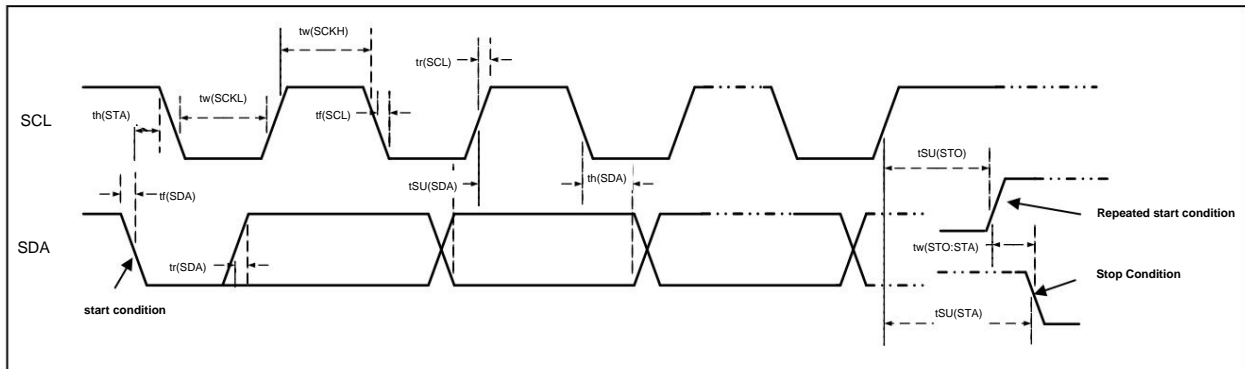 tw(SCKH)
tr(SCL)
tw(SCKL)
th(STA)
tf(SCL)
SCL
tSU(STO)
tSU(SDA)
th(SDA)
tf(SDA)
Repeated start condition
SDA
tw(STO:STA)
tr(SDA)
Stop Condition
start condition
tSU(STA)